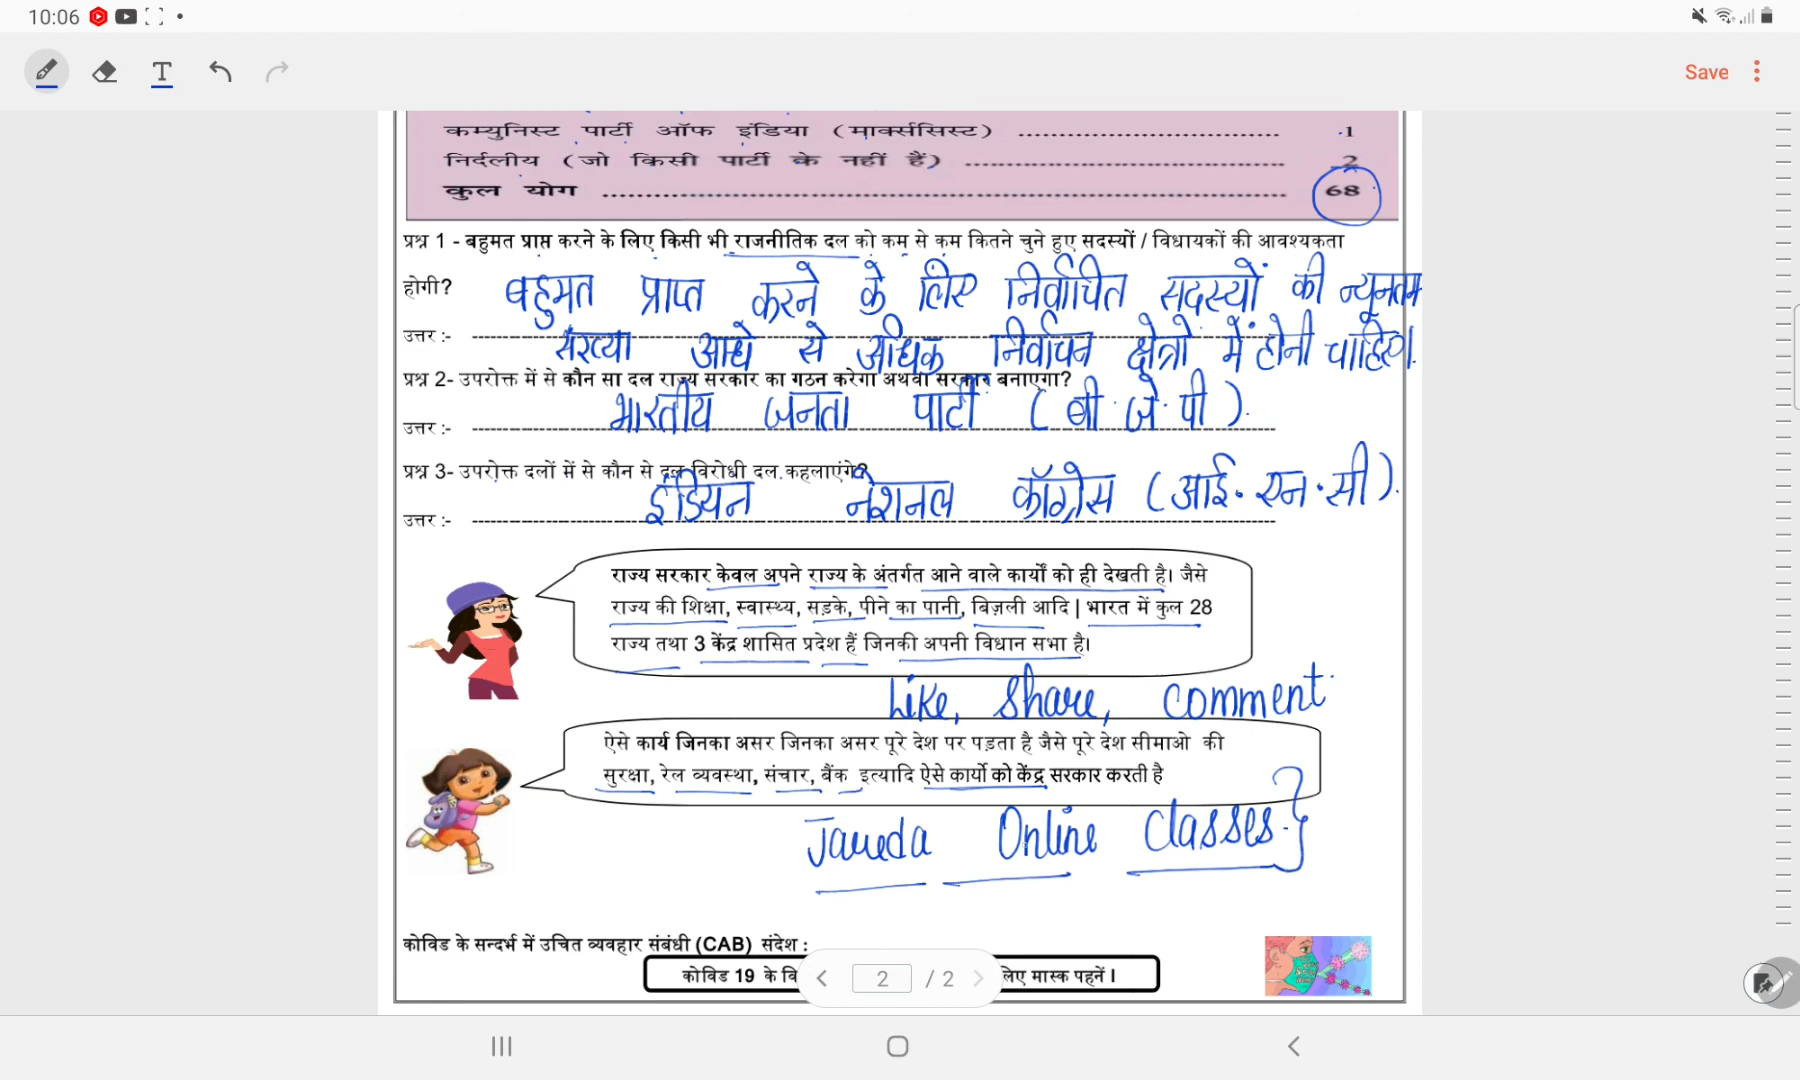 10:06
Save
कम्युनिस्ट पार्टी ऑफ इंडिया (मार्क्ससिस्ट) ................................ 1
निर्दलीय (जो किसी पार्टी के नहीं हैं) ....................................... 2
कुल योग ................................................................................ 68
प्रश्न 1 - बहुमत प्राप्त करने के लिए किसी भी राजनीतिक दल को कम से कम कितने चुने हुए सदस्यों / विधायकों की आवश्यकता
होगी? बहुमत प्राप्त करने के लिए निर्वाचित सदस्यों की न्यूनतम
उत्तर :- संख्या आधे से अधिक निर्वाचन क्षेत्रो में होनी चाहिए।
प्रश्न 2- उपरोक्त में से कौन सा दल राज्य सरकार का गठन करेगा अथवा सरकार बनाएगा?
उत्तर :- भारतीय जनता पार्टी ( बी. जे. पी ).
प्रश्न 3- उपरोक्त दलों में से कौन से दल विरोधी दल कहलाएंगे?
उत्तर :- इंडियन नेशनल कॉग्रेस (आई. एन. सी).
राज्य सरकार केवल अपने राज्य के अंतर्गत आने वाले कार्यों को ही देखती है। जैसे
राज्य की शिक्षा, स्वास्थ्य, सड़के, पीने का पानी, बिज़ली आदि | भारत में कुल 28
राज्य तथा 3 केंद्र शासित प्रदेश हैं जिनकी अपनी विधान सभा है।
Like, Share, Comment
ऐसे कार्य जिनका असर जिनका असर पूरे देश पर पड़ता है जैसे पूरे देश सीमाओ की
सुरक्षा, रेल व्यवस्था, संचार, बैंक इत्यादि ऐसे कार्यो को केंद्र सरकार करती है
Online Classes
कोविड के सन्दर्भ में उचित व्यवहार संबंधी (CAB) संदेश :
कोविड 19 के वि लिए मास्क पहनें।
2 / 2